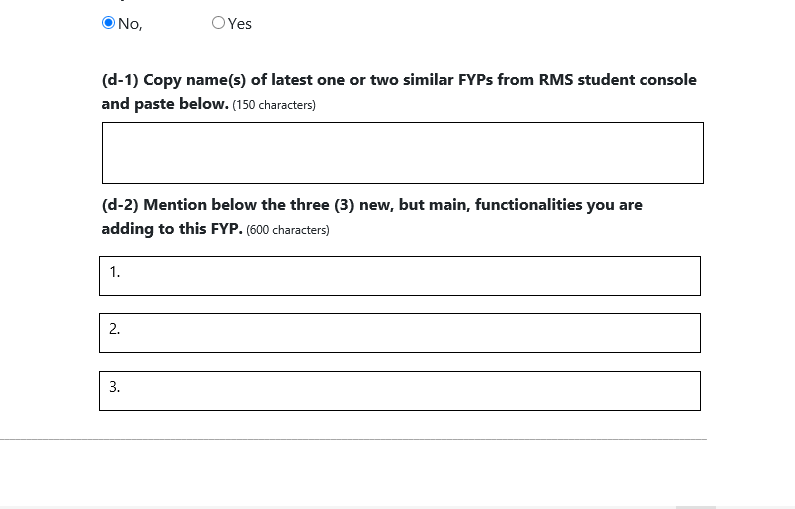 No,
Yes
(d-1) Copy name(s) of latest one or two similar FYPs from RMS student console
and paste below. (150 characters)
(d-2) Mention below the three (3) new, but main, functionalities you are
adding to this FYP. (600 characters)
1.
2.
3.